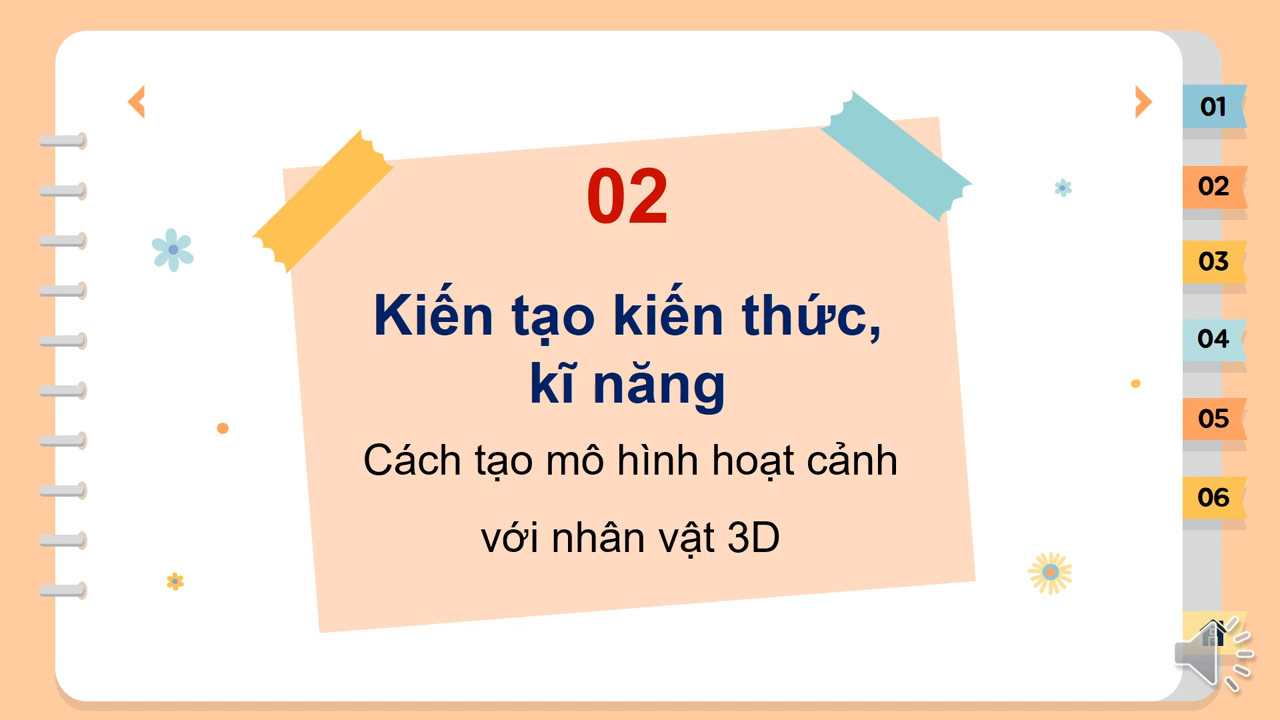 02
Kiến tạo kiến thức,
kĩ năng
Cách tạo mô hình hoạt cảnh
với nhân vật 3D
01
02
03
04
05
06